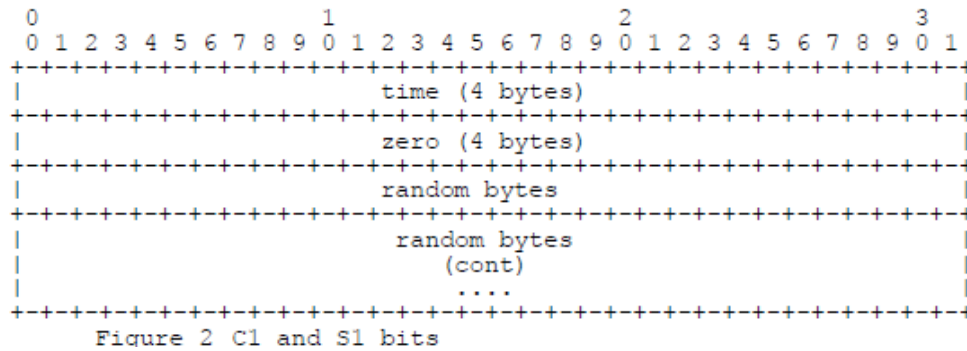 0                   1                   2                   3
 0 1 2 3 4 5 6 7 8 9 0 1 2 3 4 5 6 7 8 9 0 1 2 3 4 5 6 7 8 9 0 1
+-+-+-+-+-+-+-+-+-+-+-+-+-+-+-+-+-+-+-+-+-+-+-+-+-+-+-+-+-+-+-+-+
|                        time (4 bytes)                         |
+-+-+-+-+-+-+-+-+-+-+-+-+-+-+-+-+-+-+-+-+-+-+-+-+-+-+-+-+-+-+-+-+
|                        zero (4 bytes)                         |
+-+-+-+-+-+-+-+-+-+-+-+-+-+-+-+-+-+-+-+-+-+-+-+-+-+-+-+-+-+-+-+-+
|                        random bytes                           |
+-+-+-+-+-+-+-+-+-+-+-+-+-+-+-+-+-+-+-+-+-+-+-+-+-+-+-+-+-+-+-+-+
|                         random bytes                          |
|                            (cont)                             |
|                             ....                              |
+-+-+-+-+-+-+-+-+-+-+-+-+-+-+-+-+-+-+-+-+-+-+-+-+-+-+-+-+-+-+-+-+
     Figure 2 C1 and S1 bits